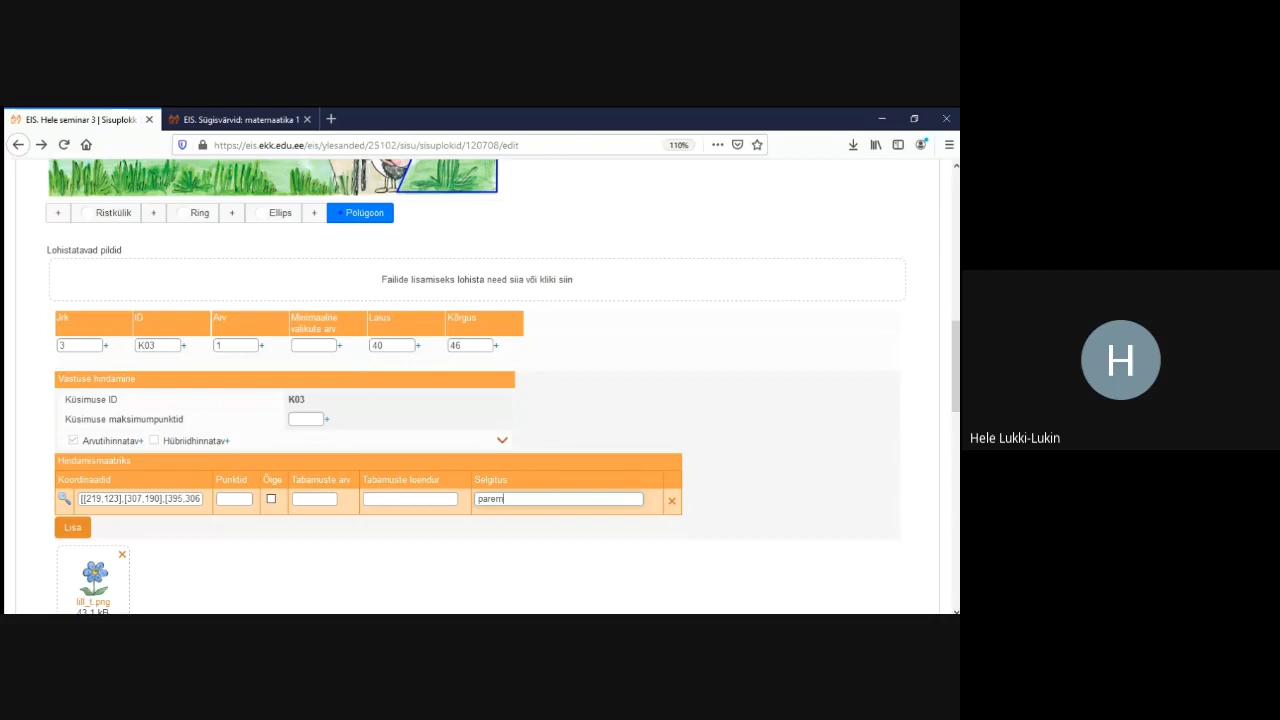 EIS. Hele seminar 3 | Sisuplokk
EIS. Sügisvärvid: matemaatika 1
https://eis.ekk.edu.ee/eis/ylesanded/25102/sisu/sisuplokid/120708/edit
110%
+ Ristkülik + Ring + Ellips + Polügoon
Lohistatavad pildid
Failide lisamiseks lohista need siia või kliki siin
Jrk ID Arv Minimaalne valikute arv Laius Kõrgus
3 + K03 + 1 + + 40 + 46 +
Vastuse hindamine
Küsimuse ID K03
Küsimuse maksimumpunktid +
Arvutihinnatav+ Hübriidhinnatav+
Hindamismaatriks
Koordinaadid Punktid Õige Tabamuste arv Tabamuste loendur Selgitus
[[219,123],[307,190],[395,306 parem
Lisa
lill_t.png
43.1 kB
H
Hele Lukki-Lukin